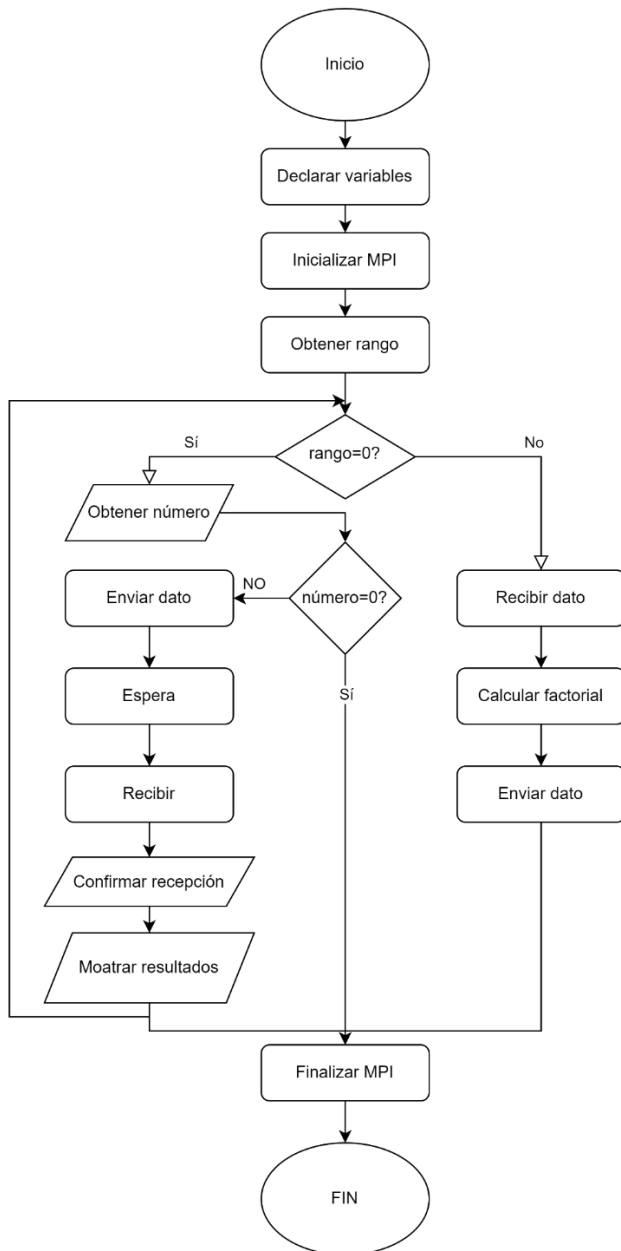 Inicio
Declarar variables
Inicializar MPI
Obtener rango
rango=0?
Sí
No
Obtener número
número=0?
NO
Sí
Enviar dato
Espera
Recibir
Confirmar recepción
Moatrar resultados
Recibir dato
Calcular factorial
Enviar dato
Finalizar MPI
FIN